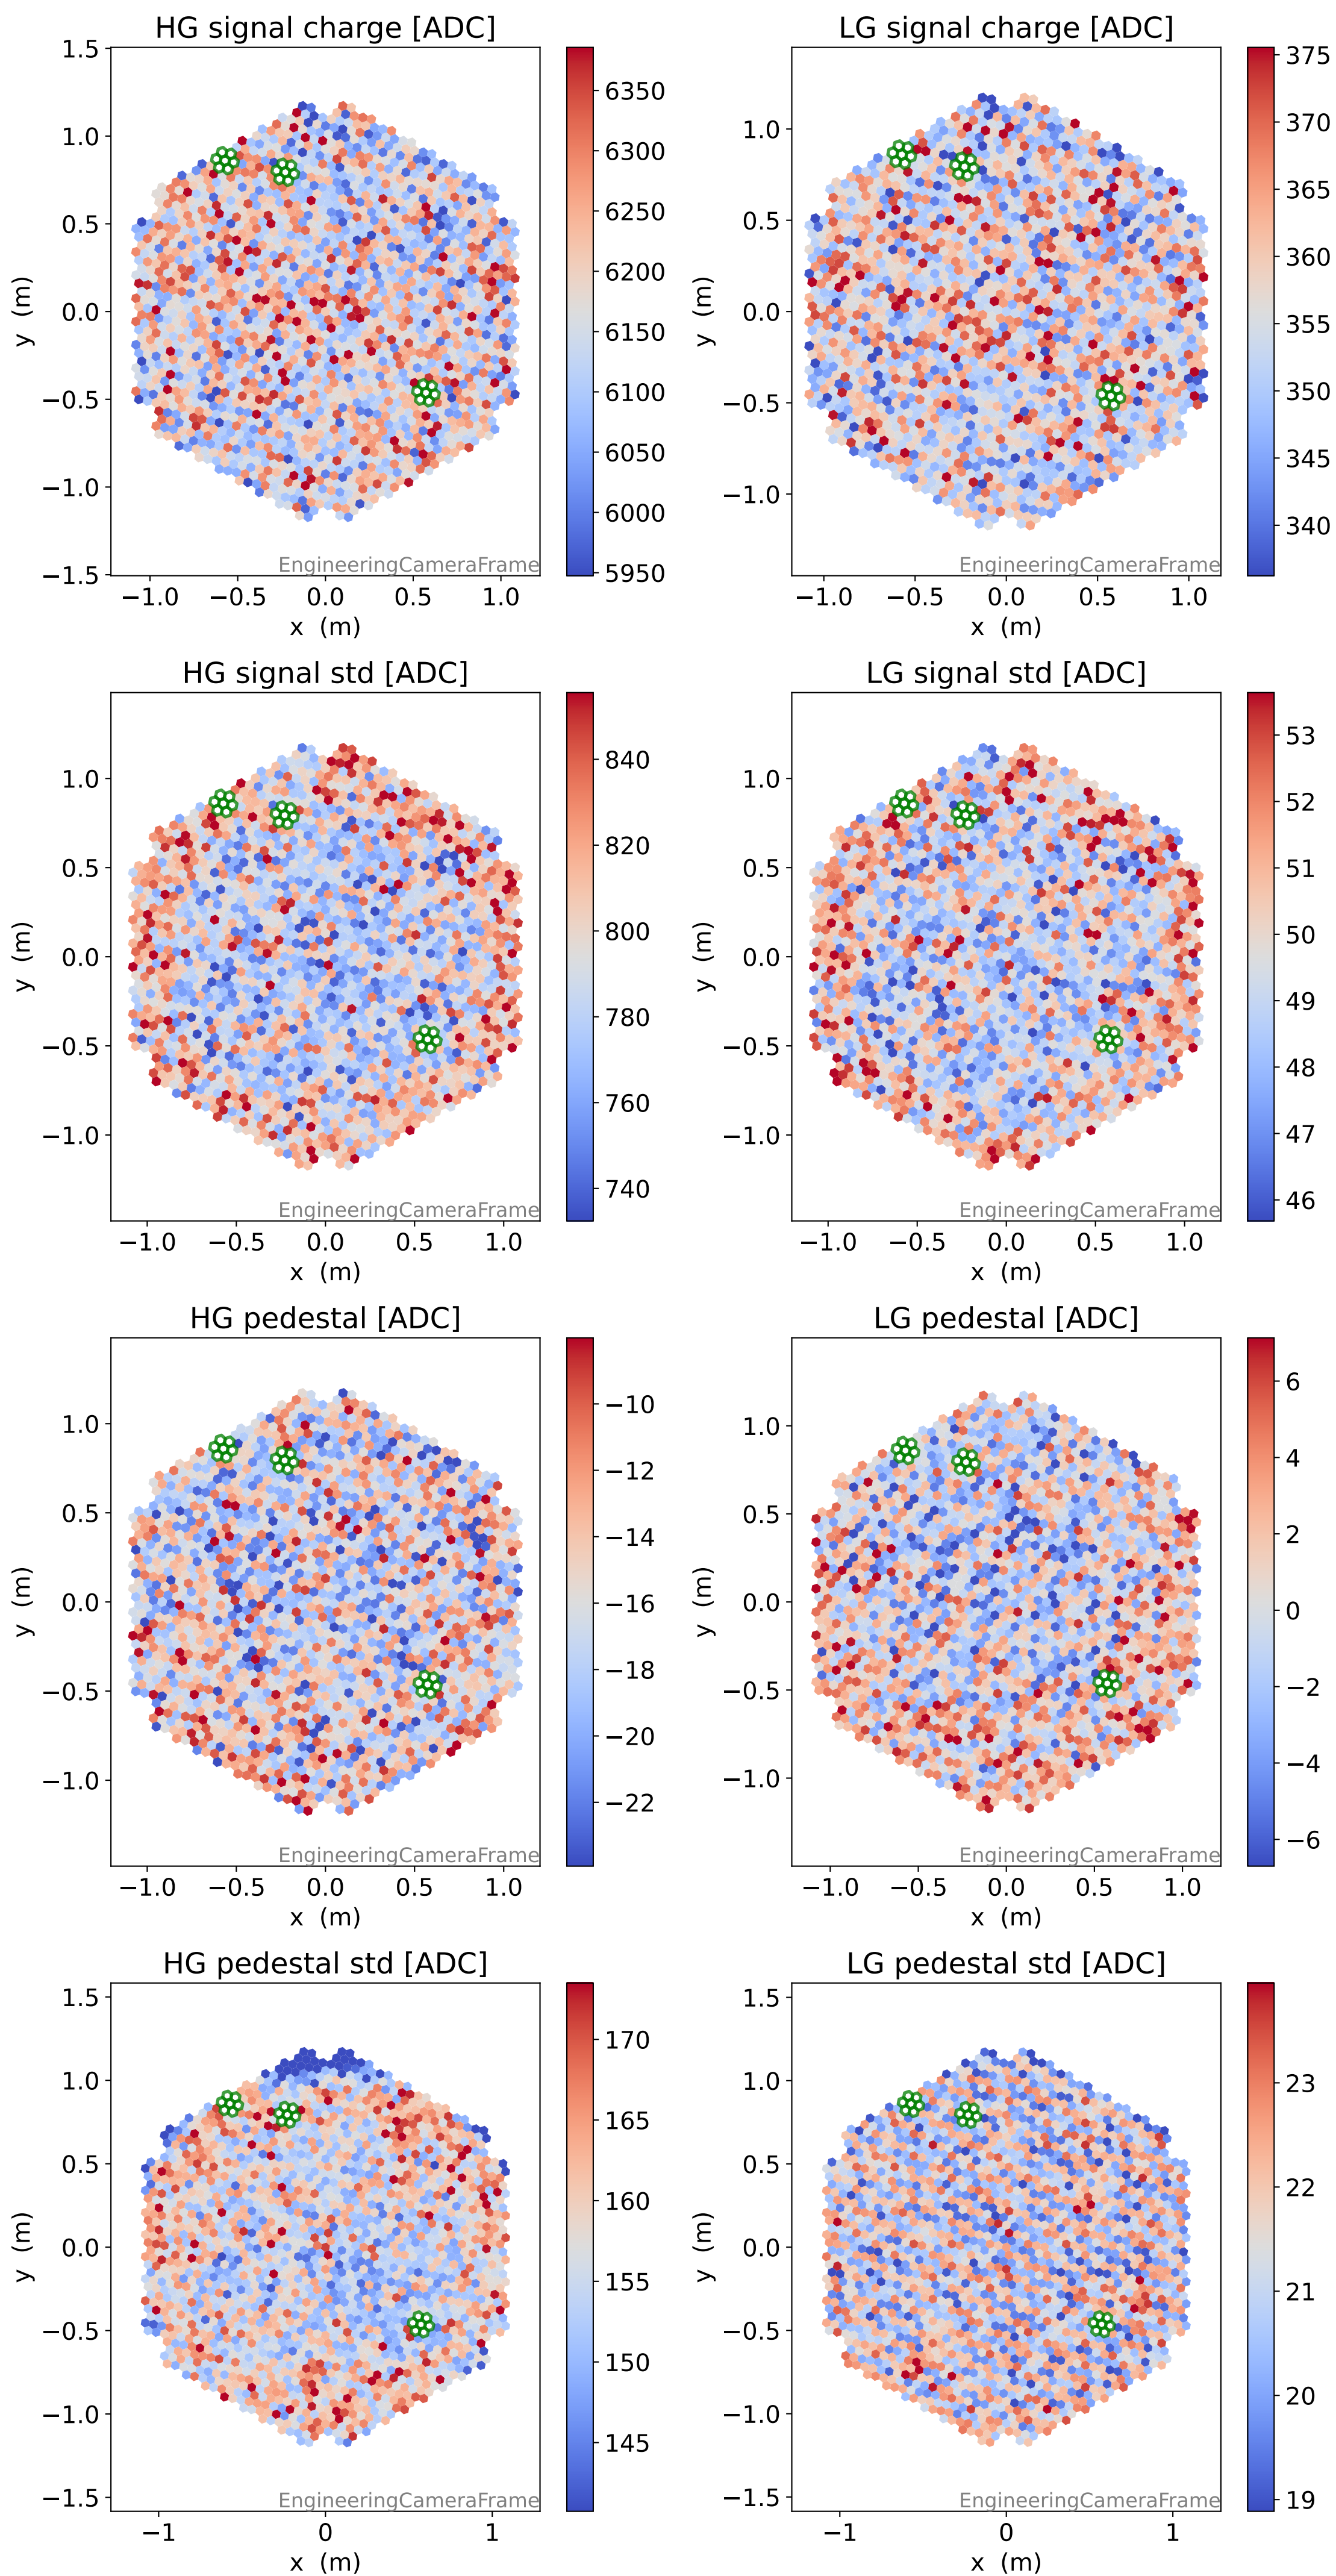 HG signal charge [ADC]
1.5
1.0
0.5
0.0
−0.5
−1.0
−1.5
y (m)
−1.0 −0.5 0.0 0.5 1.0
x (m)
EngineeringCameraFrame
6350
6300
6250
6200
6150
6100
6050
6000
5950
LG signal charge [ADC]
1.0
0.5
0.0
−0.5
−1.0
y (m)
−1.0 −0.5 0.0 0.5 1.0
x (m)
EngineeringCameraFrame
375
370
365
360
355
350
345
340
HG signal std [ADC]
1.0
0.5
0.0
−0.5
−1.0
y (m)
−1.0 −0.5 0.0 0.5 1.0
x (m)
EngineeringCameraFrame
840
820
800
780
760
740
LG signal std [ADC]
1.0
0.5
0.0
−0.5
−1.0
y (m)
−1.0 −0.5 0.0 0.5 1.0
x (m)
EngineeringCameraFrame
53
52
51
50
49
48
47
46
HG pedestal [ADC]
1.0
0.5
0.0
−0.5
−1.0
y (m)
−1.0 −0.5 0.0 0.5 1.0
x (m)
EngineeringCameraFrame
−10
−12
−14
−16
−18
−20
−22
LG pedestal [ADC]
1.0
0.5
0.0
−0.5
−1.0
y (m)
−1.0 −0.5 0.0 0.5 1.0
x (m)
EngineeringCameraFrame
6
4
2
0
−2
−4
−6
HG pedestal std [ADC]
1.5
1.0
0.5
0.0
−0.5
−1.0
−1.5
y (m)
−1 0 1
x (m)
EngineeringCameraFrame
170
165
160
155
150
145
LG pedestal std [ADC]
1.5
1.0
0.5
0.0
−0.5
−1.0
−1.5
y (m)
−1 0 1
x (m)
EngineeringCameraFrame
23
22
21
20
19